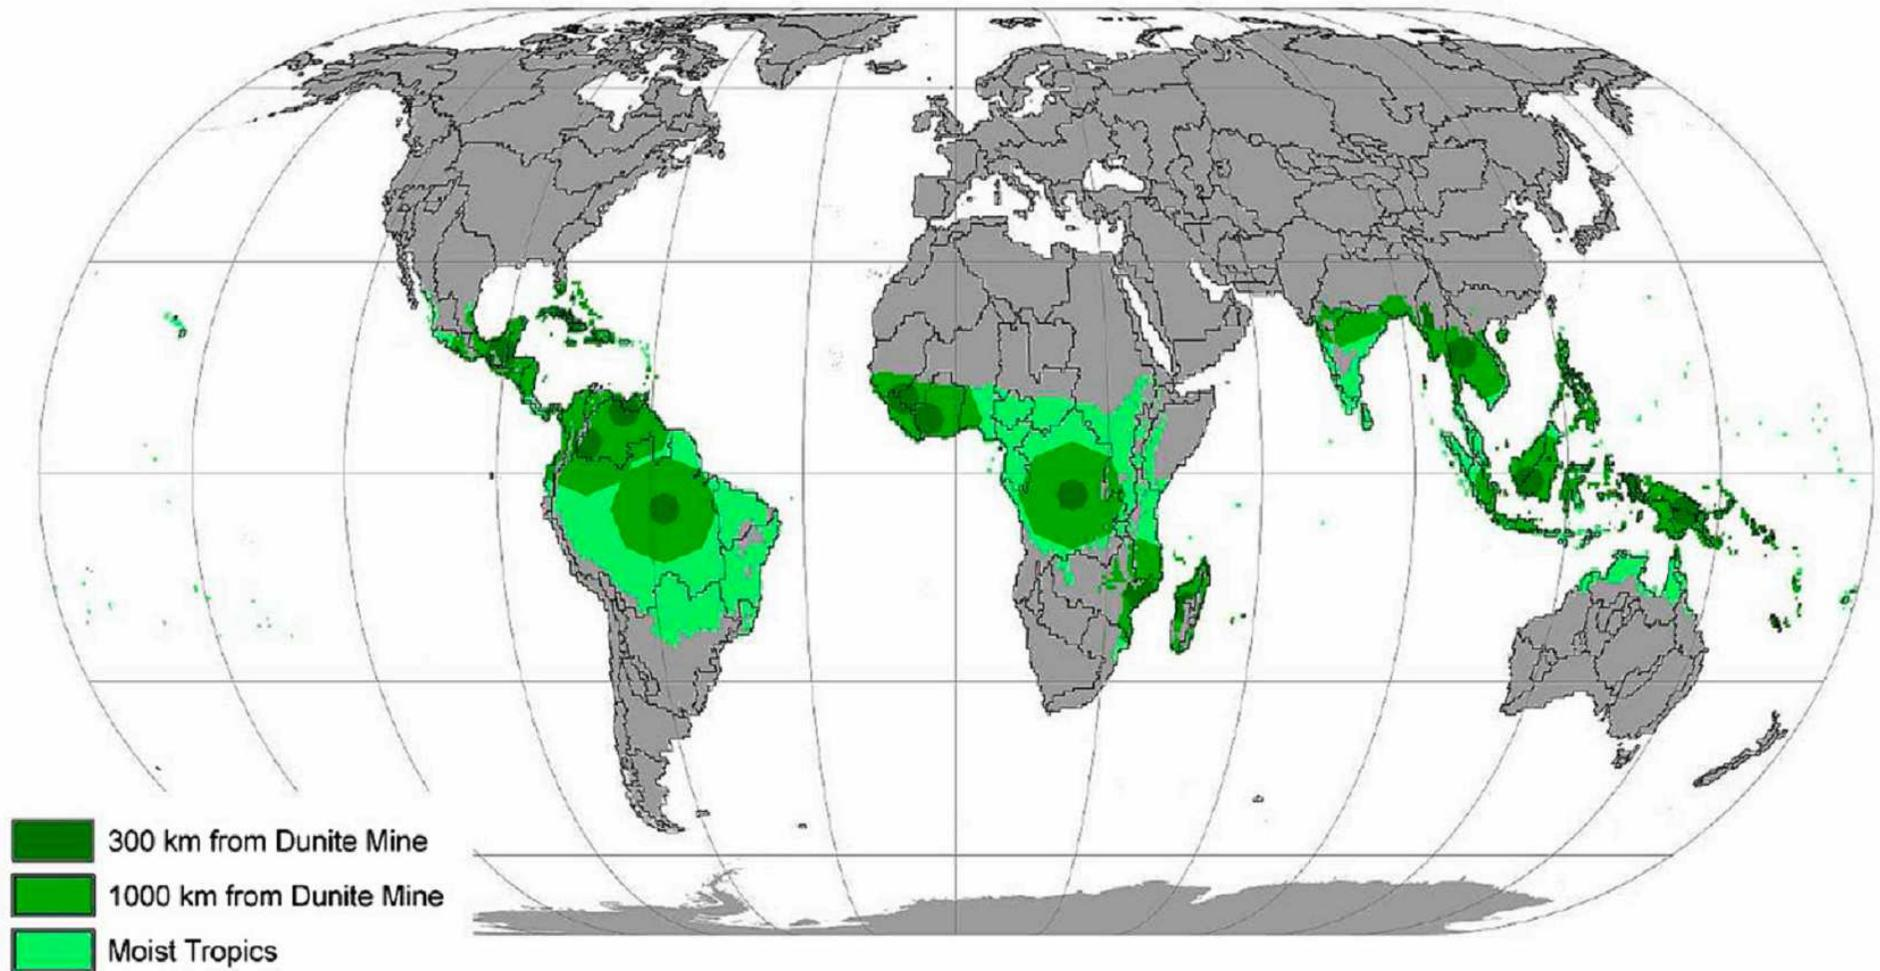 300 km from Dunite Mine
1000 km from Dunite Mine
Moist Tropics